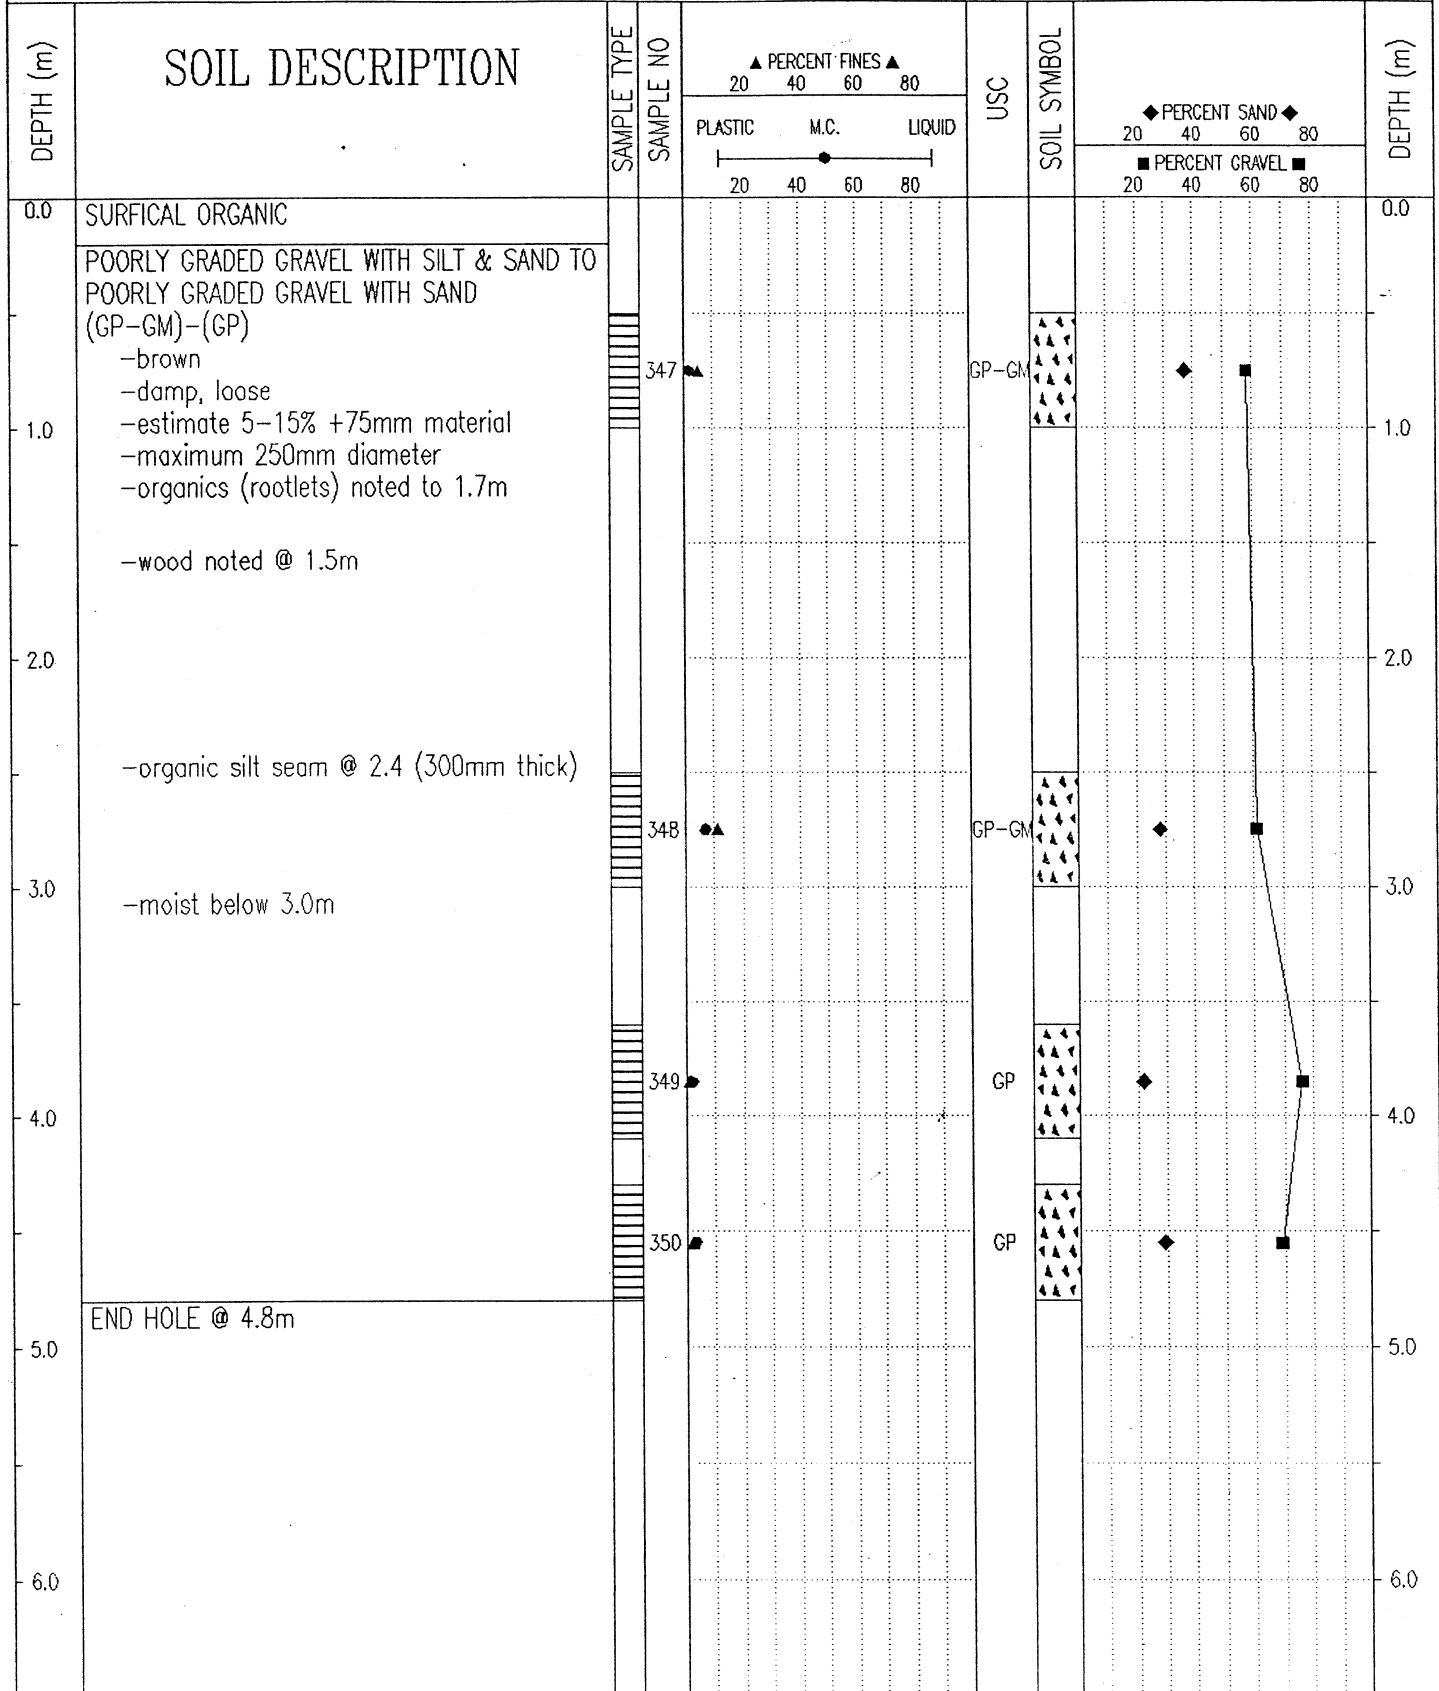 DEPTH (m)
SOIL DESCRIPTION
SAMPLE TYPE
SAMPLE NO
▲ PERCENT FINES ▲
20 40 60 80
PLASTIC M.C. LIQUID
20 40 60 80
USC
SOIL SYMBOL
◆ PERCENT SAND ◆
20 40 60 80
■ PERCENT GRAVEL ■
20 40 60 80
DEPTH (m)
0.0
SURFICAL ORGANIC
0.0
POORLY GRADED GRAVEL WITH SILT & SAND TO
POORLY GRADED GRAVEL WITH SAND
(GP-GM)-(GP)
-brown
347
GP-GM
-damp, loose
-estimate 5-15% +75mm material
1.0
1.0
-maximum 250mm diameter
-organics (rootlets) noted to 1.7m
-wood noted @ 1.5m
2.0
2.0
-organic silt seam @ 2.4 (300mm thick)
348
GP-GM
3.0
3.0
-moist below 3.0m
349
GP
4.0
4.0
350
GP
END HOLE @ 4.8m
5.0
5.0
6.0
6.0